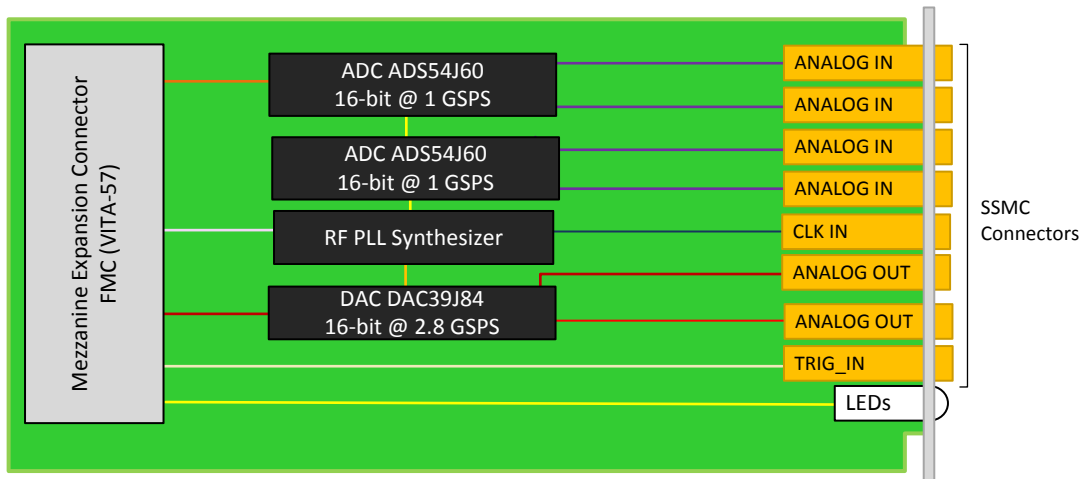 Mezzanine Expansion Connector
FMC (VITA-57)
ADC ADS54J60
16-bit @ 1 GSPS
ADC ADS54J60
16-bit @ 1 GSPS
RF PLL Synthesizer
DAC DAC39J84
16-bit @ 2.8 GSPS
ANALOG IN
ANALOG IN
ANALOG IN
ANALOG IN
CLK IN
ANALOG OUT
ANALOG OUT
TRIG_IN
LEDs
SSMC
Connectors